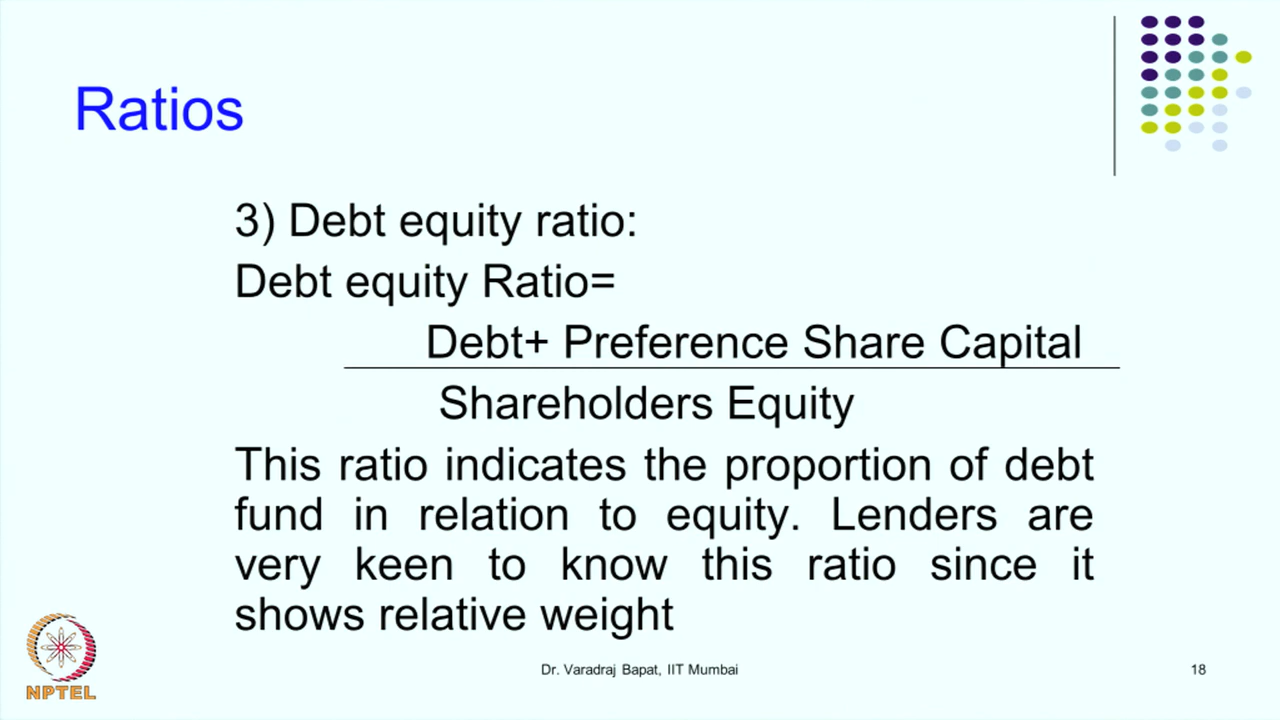 Ratios
3) Debt equity ratio:
Debt equity Ratio=
Debt+ Preference Share Capital
Shareholders Equity
This ratio indicates the proportion of debt
fund in relation to equity. Lenders are
very keen to know this ratio since it
shows relative weight
NPTEL
Dr. Varadraj Bapat, IIT Mumbai
18